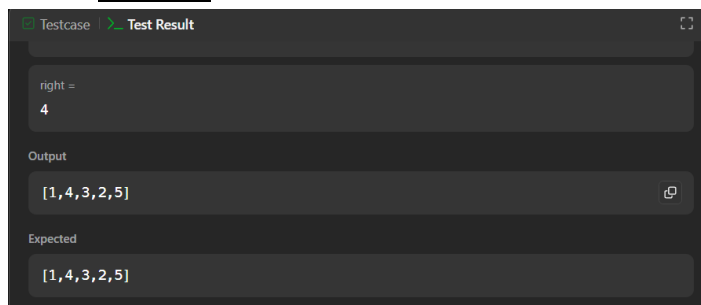 Testcase
>_ Test Result
right =
4
Output
[1,4,3,2,5]
Expected
[1,4,3,2,5]